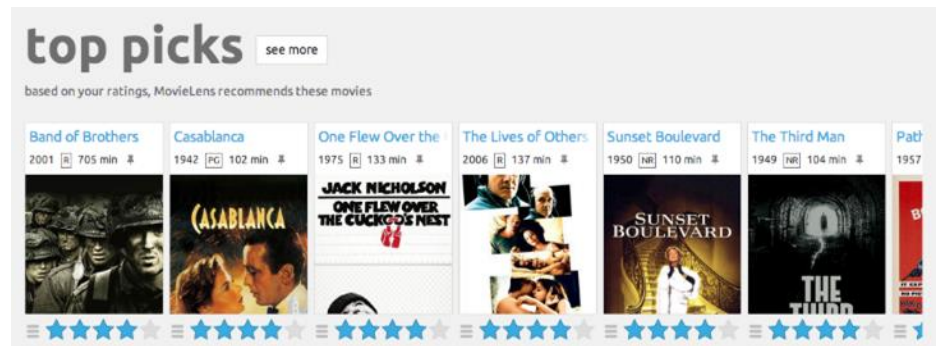 top picks see more
based on your ratings, MovieLens recommends these movies
Band of Brothers
2001 R 705 min
Casablanca
1942 PG 102 min
CASABLANCA
One Flew Over the
1975 R 133 min
JACK NICHOLSON
ONE FLEW OVER
THE CUCKOO'S NEST
The Lives of Others
2006 R 137 min
Sunset Boulevard
1950 NR 110 min
SUNSET
BOULEVARD
The Third Man
1949 NR 104 min
THE
THIRD
Path
1957